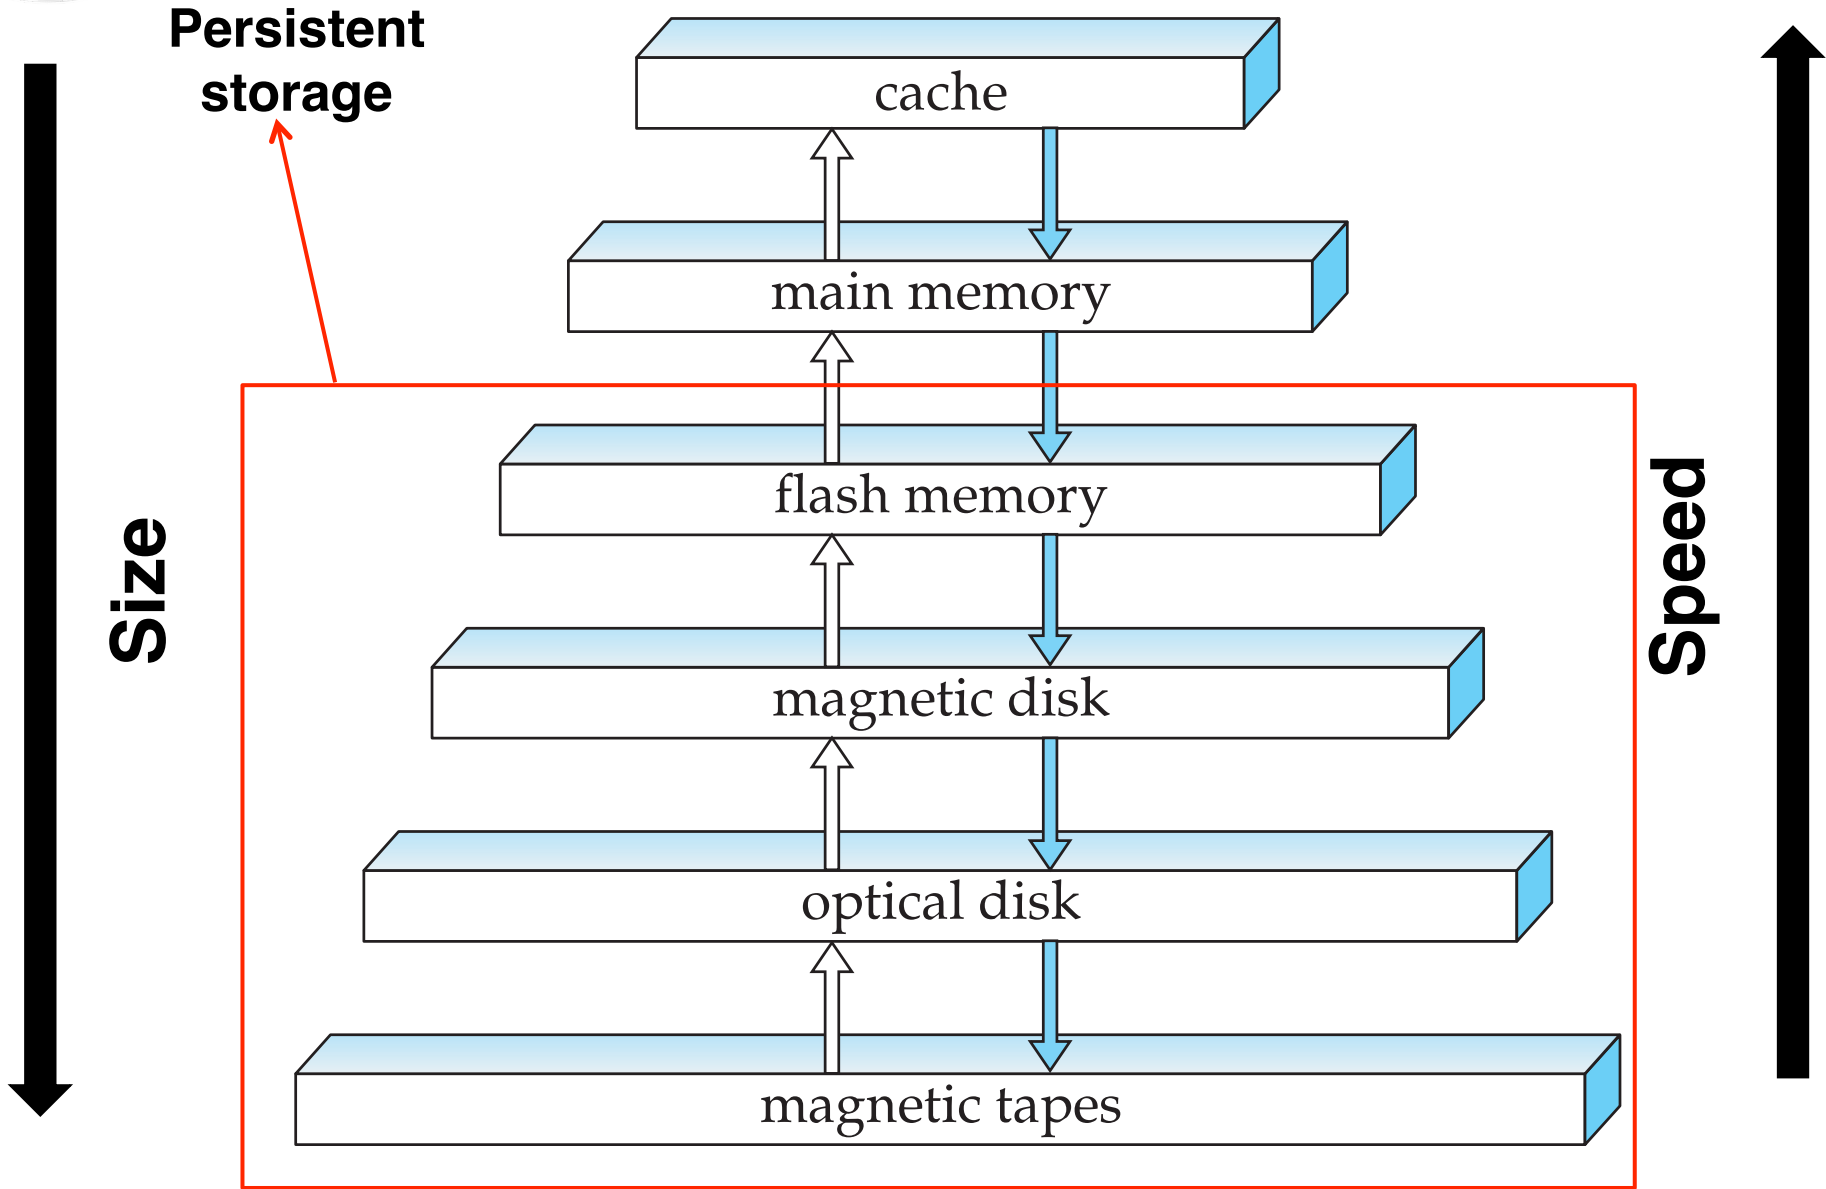 Persistent
storage
cache
main memory
flash memory
magnetic disk
optical disk
magnetic tapes
Size
Speed